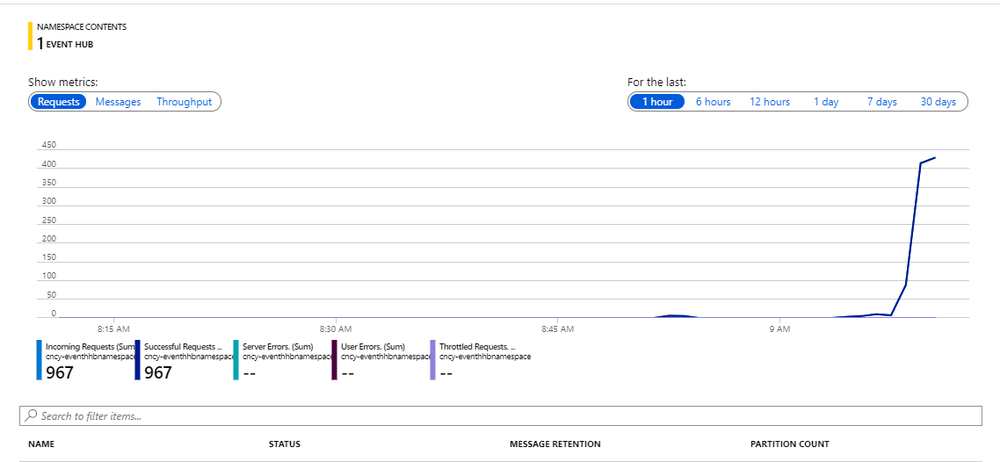 NAMESPACE CONTENTS
1 EVENT HUB
Show metrics:
For the last:
Requests Messages Throughput
1 hour 6 hours 12 hours 1 day 7 days 30 days
450
400
350
300
250
200
150
100
50
0
8:15 AM 8:30 AM 8:45 AM 9 AM
Incoming Requests (Sum Successful Requests ... Server Errors. (Sum) User Errors. (Sum) Throttled Requests. ...
cncy-eventhhbnamespace cncy-eventhhbnamespace cncy-eventhhbnamespace cncy-eventhhbnamespace cncy-eventhhbnamespace
967 967 -- -- --
Search to filter items...
NAME STATUS MESSAGE RETENTION PARTITION COUNT